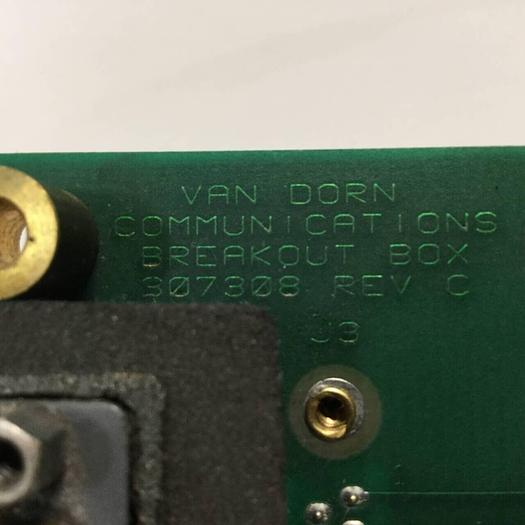 VAN DORN
COMMUNICATIONS
BREAKOUT BOX
307308 REV C
J3